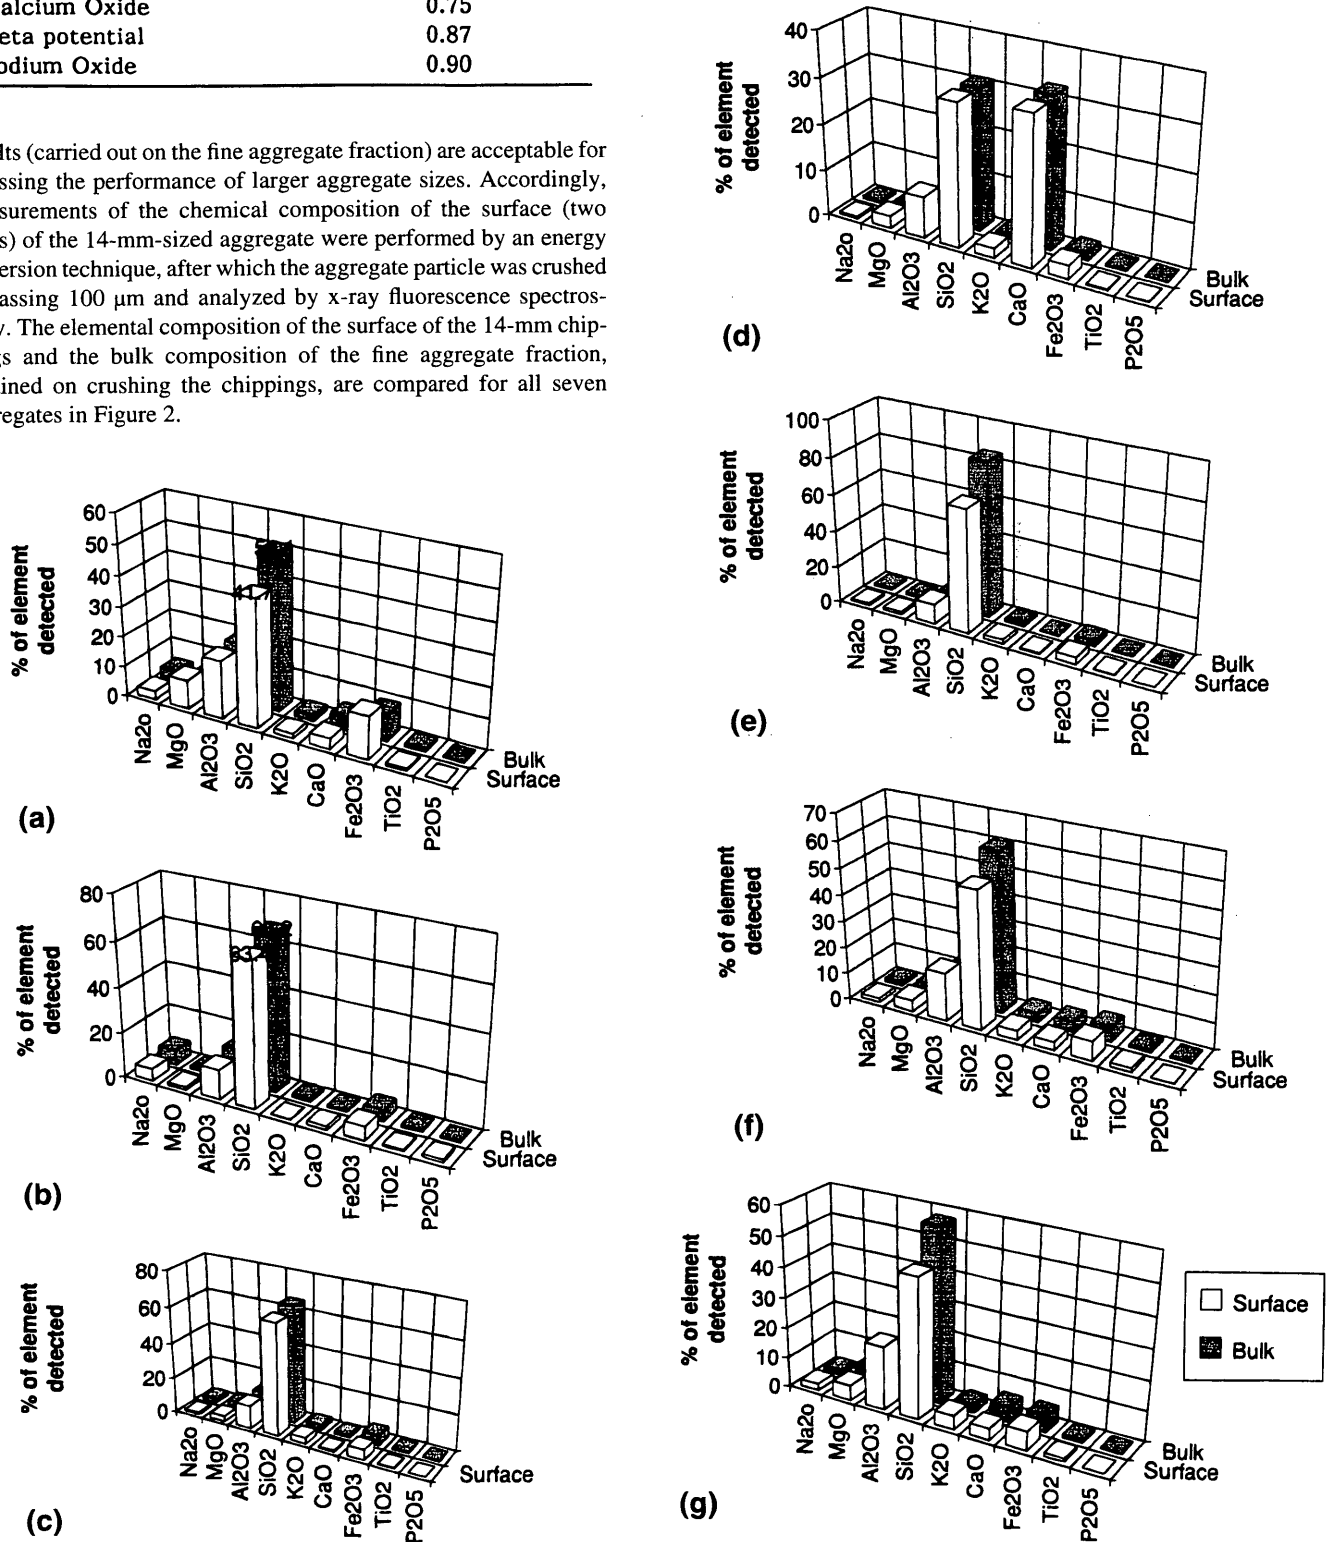 alcium Oxide 0.75
eta potential 0.87
odium Oxide 0.90
lts (carried out on the fine aggregate fraction) are acceptable for
ssing the performance of larger aggregate sizes. Accordingly,
surements of the chemical composition of the surface (two
s) of the 14-mm-sized aggregate were performed by an energy
ersion technique, after which the aggregate particle was crushed
assing 100 μm and analyzed by x-ray fluorescence spectros-
y. The elemental composition of the surface of the 14-mm chip-
gs and the bulk composition of the fine aggregate fraction,
ined on crushing the chippings, are compared for all seven
regates in Figure 2.
60
50
40
30
20
10
0
% of element
detected
41.7
Na2o
MgO
Al2O3
SiO2
K2O
CaO
Fe2O3
TiO2
P2O5
Bulk
Surface
(a)
80
60
40
20
0
% of element
detected
Na2o
MgO
Al2O3
SiO2
K2O
CaO
Fe2O3
TiO2
P2O5
Bulk
Surface
(b)
80
60
40
20
0
% of element
detected
Na2o
MgO
Al2O3
SiO2
K2O
CaO
Fe2O3
TiO2
P2O5
Surface
(c)
40
30
20
10
0
% of element
detected
Na2o
MgO
Al2O3
SiO2
K2O
CaO
Fe2O3
TiO2
P2O5
Bulk
Surface
(d)
100
80
60
40
20
0
% of element
detected
Na2o
MgO
Al2O3
SiO2
K2O
CaO
Fe2O3
TiO2
P2O5
Bulk
Surface
(e)
70
60
50
40
30
20
10
0
% of element
detected
Na2o
MgO
Al2O3
SiO2
K2O
CaO
Fe2O3
TiO2
P2O5
Bulk
Surface
(f)
60
50
40
30
20
10
0
% of element
detected
Na2o
MgO
Al2O3
SiO2
K2O
CaO
Fe2O3
TiO2
P2O5
Bulk
Surface
(g)
Surface
Bulk